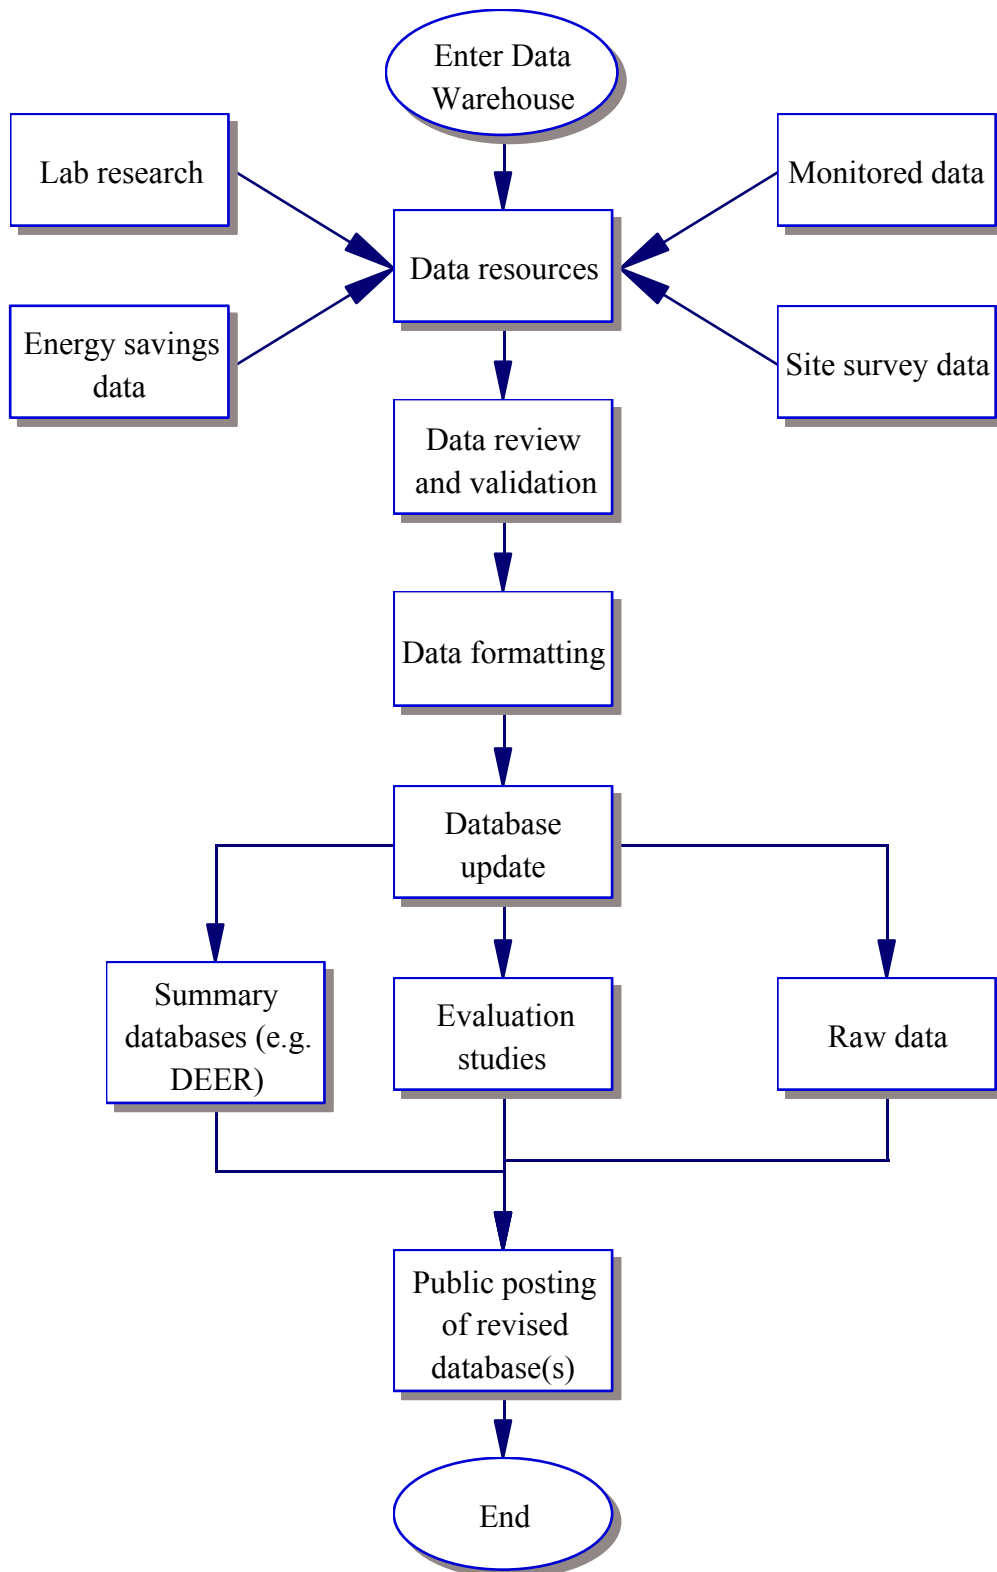 Enter Data
Warehouse
Lab research
Monitored data
Data resources
Energy savings
data
Site survey data
Data review
and validation
Data formatting
Database
update
Summary
databases (e.g.
DEER)
Evaluation
studies
Raw data
Public posting
of revised
database(s)
End